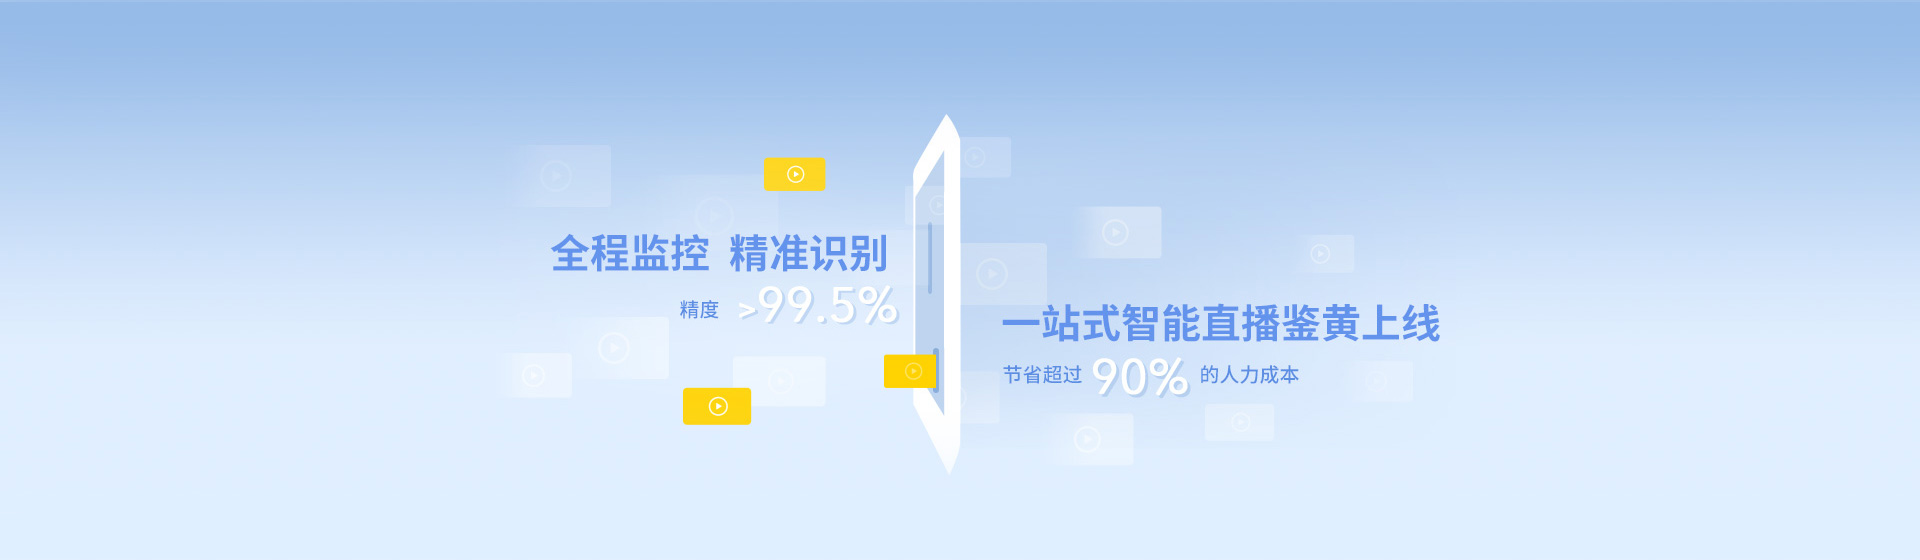 全程监控 精准识别
精度 >99.5%
一站式智能直播鉴黄上线
节省超过 90% 的人力成本